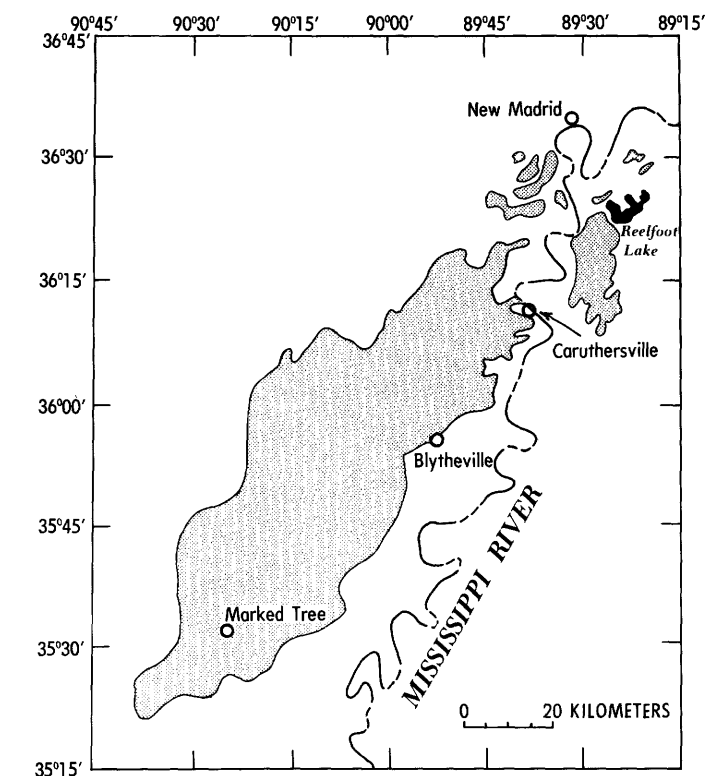 90°45' 90°30' 90°15' 90°00' 89°45' 89°30' 89°15'
36°45'
New Madrid
36°30'
Reelfoot
Lake
36°15'
Caruthersville
36°00'
Blytheville
35°45'
MISSISSIPPI RIVER
Marked Tree
35°30'
0 20 KILOMETERS
35°15'